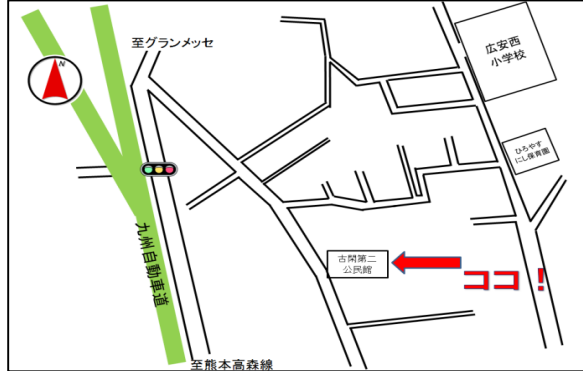 至グランメッセ
広安西
小学校
N
ひろやす
にし保育園
九州自動車道
古閑第二
公民館
ココ！
至熊本高森線